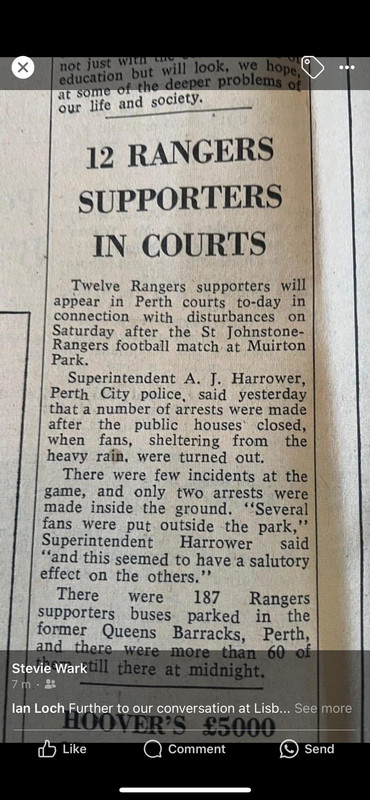 not just with the
education but will look, we hope,
at some of the deeper problems of
our life and society.
12 RANGERS
SUPPORTERS
IN COURTS
Twelve Rangers supporters will
appear in Perth courts to-day in
connection with disturbances on
Saturday after the St Johnstone-
Rangers football match at Muirton
Park.
Superintendent A. J. Harrower,
Perth City police, said yesterday
that a number of arrests were made
after the public houses closed,
when fans, sheltering from the
heavy rain, were turned out.
There were few incidents at the
game, and only two arrests were
made inside the ground. “Several
fans were put outside the park,”
Superintendent Harrower said
“and this seemed to have a salutory
effect on the others.”
There were 187 Rangers
supporters buses parked in the
former Queens Barracks, Perth,
and there were more than 60 of
still there at midnight.
Stevie Wark
7 m ·
Ian Loch Further to our conversation at Lisb... See more
HOOVER'S £5000
Like Comment Send